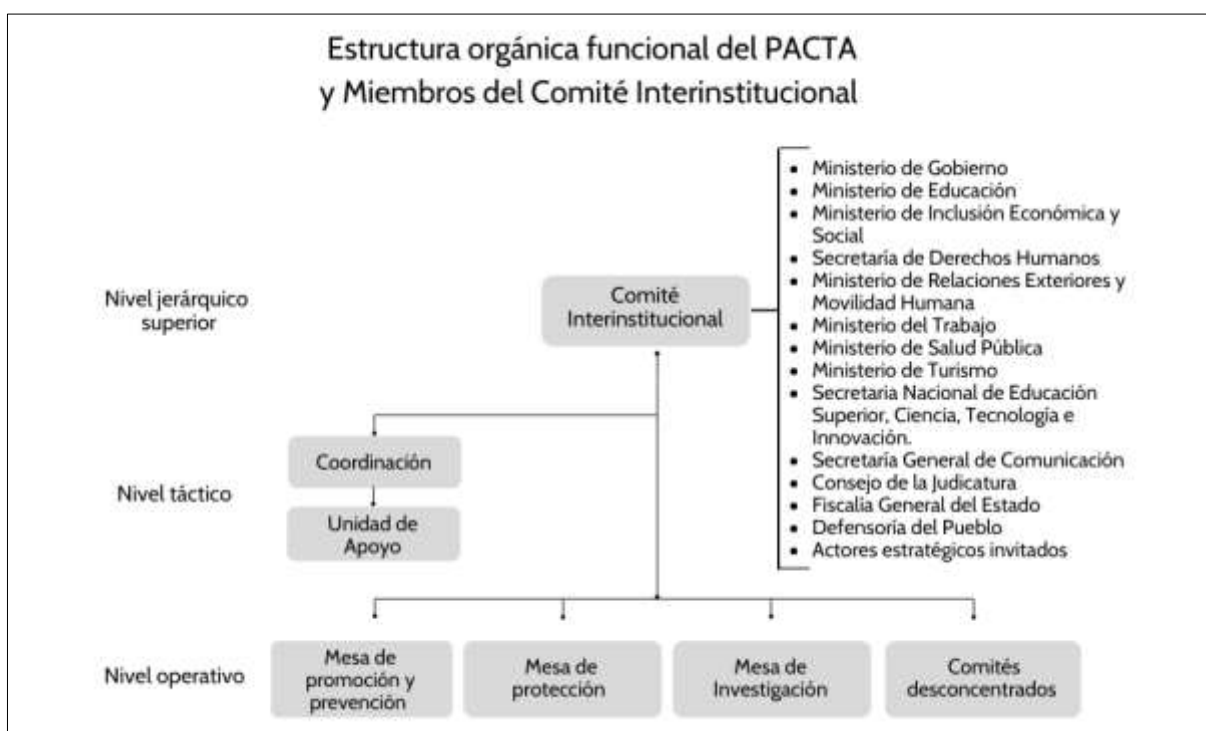 Estructura orgánica funcional del PACTA
y Miembros del Comité Interinstitucional
Nivel jerárquico
superior
Comité
Interinstitucional
• Ministerio de Gobierno
• Ministerio de Educación
• Ministerio de Inclusión Económica y
Social
• Secretaría de Derechos Humanos
• Ministerio de Relaciones Exteriores y
Movilidad Humana
• Ministerio del Trabajo
• Ministerio de Salud Pública
• Ministerio de Turismo
• Secretaria Nacional de Educación
Superior, Ciencia, Tecnología e
Innovación.
• Secretaría General de Comunicación
• Consejo de la Judicatura
• Fiscalía General del Estado
• Defensoría del Pueblo
• Actores estratégicos invitados
Nivel táctico
Coordinación
Unidad de
Apoyo
Nivel operativo
Mesa de
promoción y
prevención
Mesa de
protección
Mesa de
Investigación
Comités
desconcentrados